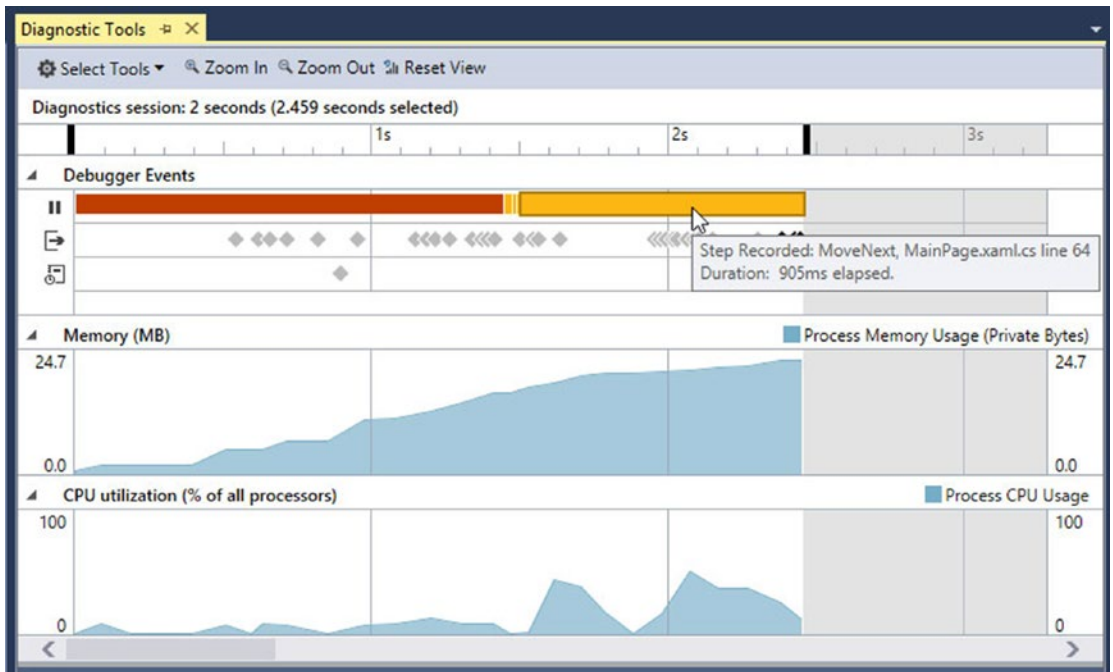 Diagnostic Tools
Select Tools Zoom In Zoom Out Reset View
Diagnostics session: 2 seconds (2.459 seconds selected)
1s 2s 3s
Debugger Events
Step Recorded: MoveNext, MainPage.xaml.cs line 64
Duration: 905ms elapsed.
Memory (MB) Process Memory Usage (Private Bytes)
24.7 24.7
0.0 0.0
CPU utilization (% of all processors) Process CPU Usage
100 100
0 0